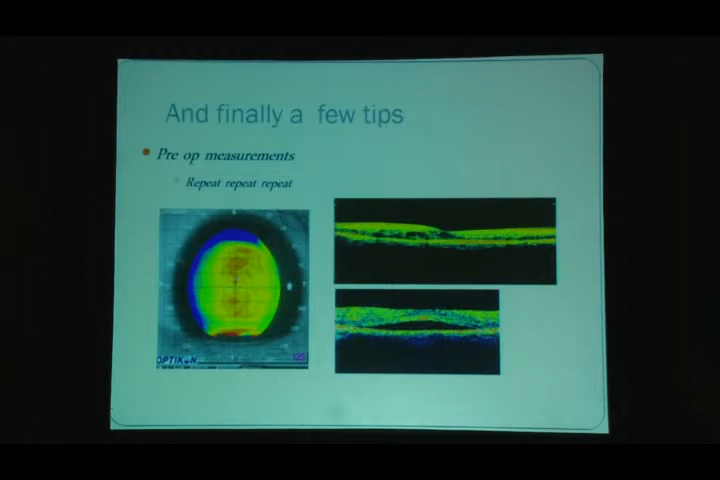 And finally a few tips
Pre op measurements
Repeat repeat repeat
OPTIKON
OS